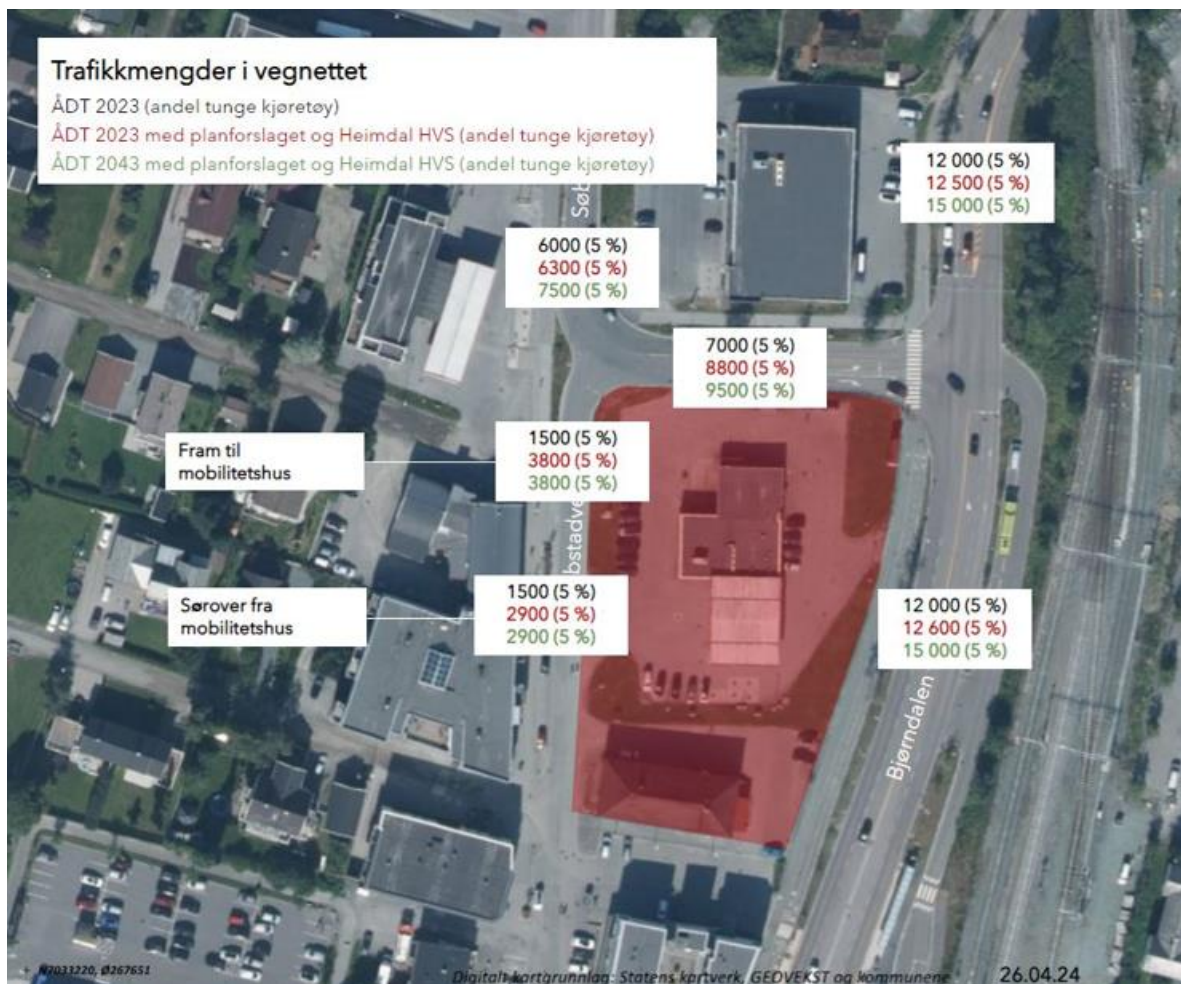 Trafikkmengder i vegnettet
ÅDT 2023 (andel tunge kjøretøy)
ÅDT 2023 med planforslaget og Heimdal HVS (andel tunge kjøretøy)
ÅDT 2043 med planforslaget og Heimdal HVS (andel tunge kjøretøy)
12 000 (5 %)
12 500 (5 %)
15 000 (5 %)
Søb
6000 (5 %)
6300 (5 %)
7500 (5 %)
7000 (5 %)
8800 (5 %)
9500 (5 %)
Fram til
mobilitetshus
1500 (5 %)
3800 (5 %)
3800 (5 %)
bstadve
Sørover fra
mobilitetshus
1500 (5 %)
2900 (5 %)
2900 (5 %)
12 000 (5 %)
12 600 (5 %)
15 000 (5 %)
Bjørndalen
N7033220, Ø267651
Digitalt kartgrunnlag: Statens kartverk, GEOVEKST og kommunene
26.04.24